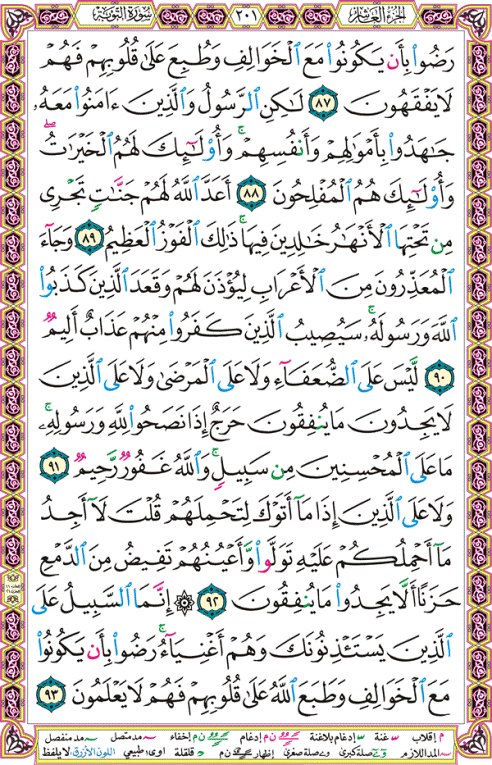 الجزء العاشر ٢٠١ سورة التوبة
رَضُوا۟ بِأَن يَكُونُوا۟ مَعَ ٱلْخَوَالِفِ وَطُبِعَ عَلَىٰ قُلُوبِهِمْ فَهُمْ
لَا يَفْقَهُونَ ٨٧ لَٰكِنِ ٱلرَّسُولُ وَٱلَّذِينَ ءَامَنُوا۟ مَعَهُۥ
جَٰهَدُوا۟ بِأَمْوَٰلِهِمْ وَأَنفُسِهِمْ ۚ وَأُو۟لَٰٓئِكَ لَهُمُ ٱلْخَيْرَٰتُ ۖ
وَأُو۟لَٰٓئِكَ هُمُ ٱلْمُفْلِحُونَ ٨٨ أَعَدَّ ٱللَّهُ لَهُمْ جَنَّٰتٍ تَجْرِى
مِن تَحْتِهَا ٱلْأَنْهَٰرُ خَٰلِدِينَ فِيهَا ۚ ذَٰلِكَ ٱلْفَوْزُ ٱلْعَظِيمُ ٨٩ وَجَآءَ
ٱلْمُعَذِّرُونَ مِنَ ٱلْأَعْرَابِ لِيُؤْذَنَ لَهُمْ وَقَعَدَ ٱلَّذِينَ كَذَبُوا۟
ٱللَّهَ وَرَسُولَهُۥ ۚ سَيُصِيبُ ٱلَّذِينَ كَفَرُوا۟ مِنْهُمْ عَذَابٌ أَلِيمٌ
٩٠ لَّيْسَ عَلَى ٱلضُّعَفَآءِ وَلَا عَلَى ٱلْمَرْضَىٰ وَلَا عَلَى ٱلَّذِينَ
لَا يَجِدُونَ مَا يُنفِقُونَ حَرَجٌ إِذَا نَصَحُوا۟ لِلَّهِ وَرَسُولِهِۦ ۚ
مَا عَلَى ٱلْمُحْسِنِينَ مِن سَبِيلٍ ۚ وَٱللَّهُ غَفُورٌ رَّحِيمٌ ٩١
وَلَا عَلَى ٱلَّذِينَ إِذَا مَآ أَتَوْكَ لِتَحْمِلَهُمْ قُلْتَ لَآ أَجِدُ
مَآ أَحْمِلُكُمْ عَلَيْهِ تَوَلَّوا۟ وَّأَعْيُنُهُمْ تَفِيضُ مِنَ ٱلدَّمْعِ
حَزَنًا أَلَّا يَجِدُوا۟ مَا يُنفِقُونَ ٩٢ ۞ إِنَّمَا ٱلسَّبِيلُ عَلَى
ٱلَّذِينَ يَسْتَـْٔذِنُونَكَ وَهُمْ أَغْنِيَآءُ ۚ رَضُوا۟ بِأَن يَكُونُوا۟
مَعَ ٱلْخَوَالِفِ وَطَبَعَ ٱللَّهُ عَلَىٰ قُلُوبِهِمْ فَهُمْ لَا يَعْلَمُونَ ٩٣
م إقلاب س غنة س إدغام بلا غنة ن م إدغام ن م إخفاء مد متصل مد منفصل
المد اللازم صلة كبرى صلة صغرى إظهار ن م قلقلة اوى: طبيعي اللون الأزرق: لا يلفظ